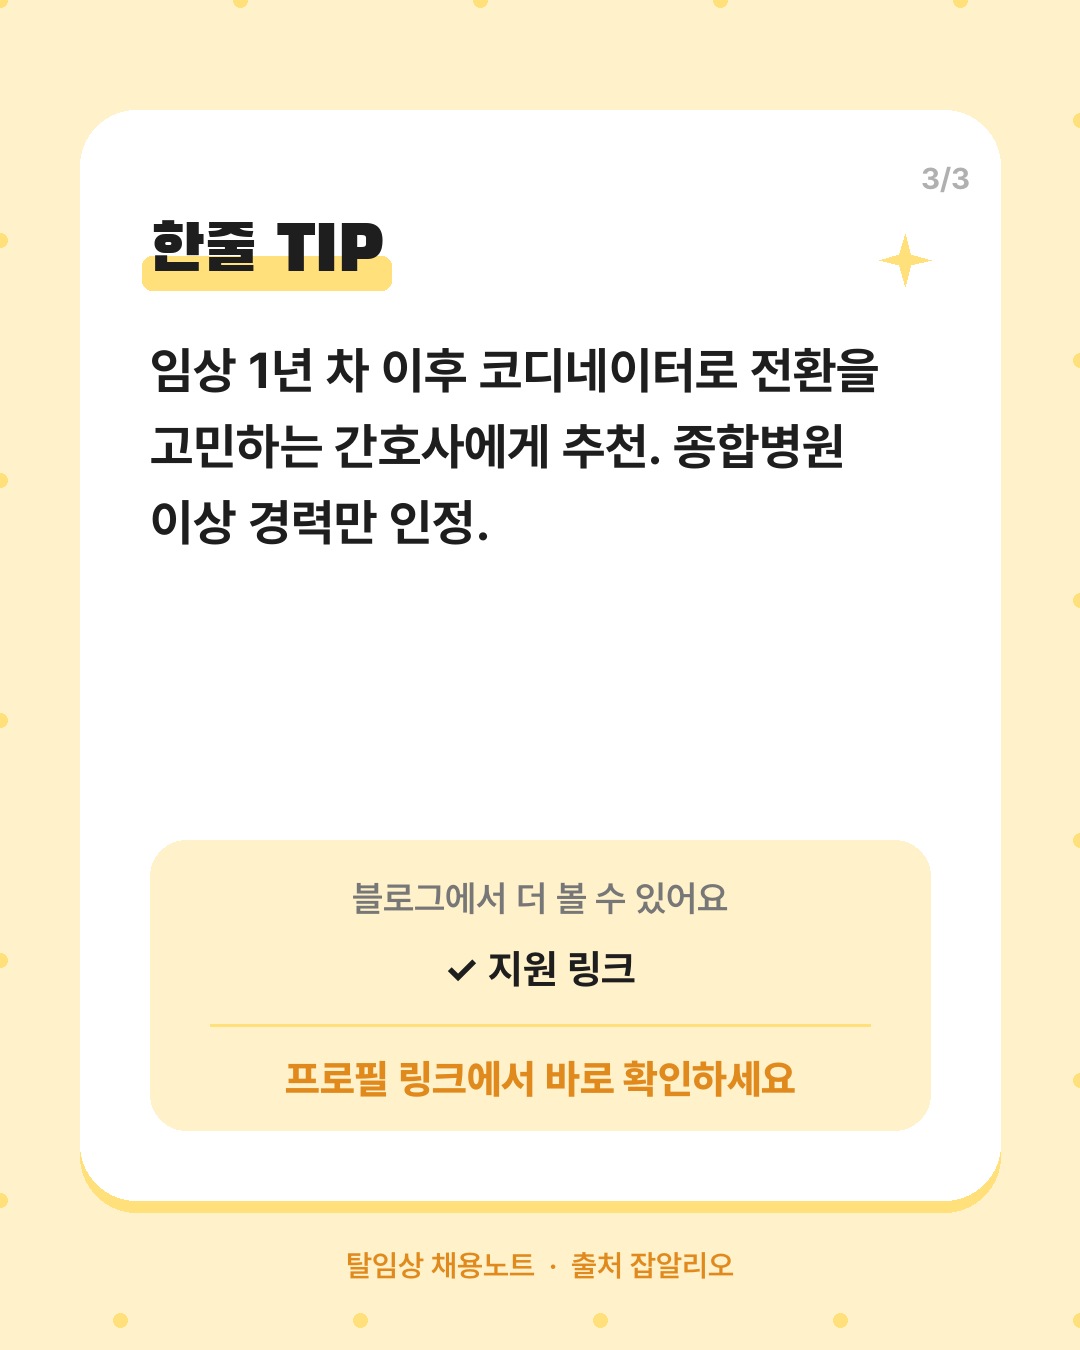 3/3
한줄 TIP
임상 1년 차 이후 코디네이터로 전환을
고민하는 간호사에게 추천. 종합병원
이상 경력만 인정.
블로그에서 더 볼 수 있어요
✓ 지원 링크
프로필 링크에서 바로 확인하세요
탈임상 채용노트 · 출처 잡알리오